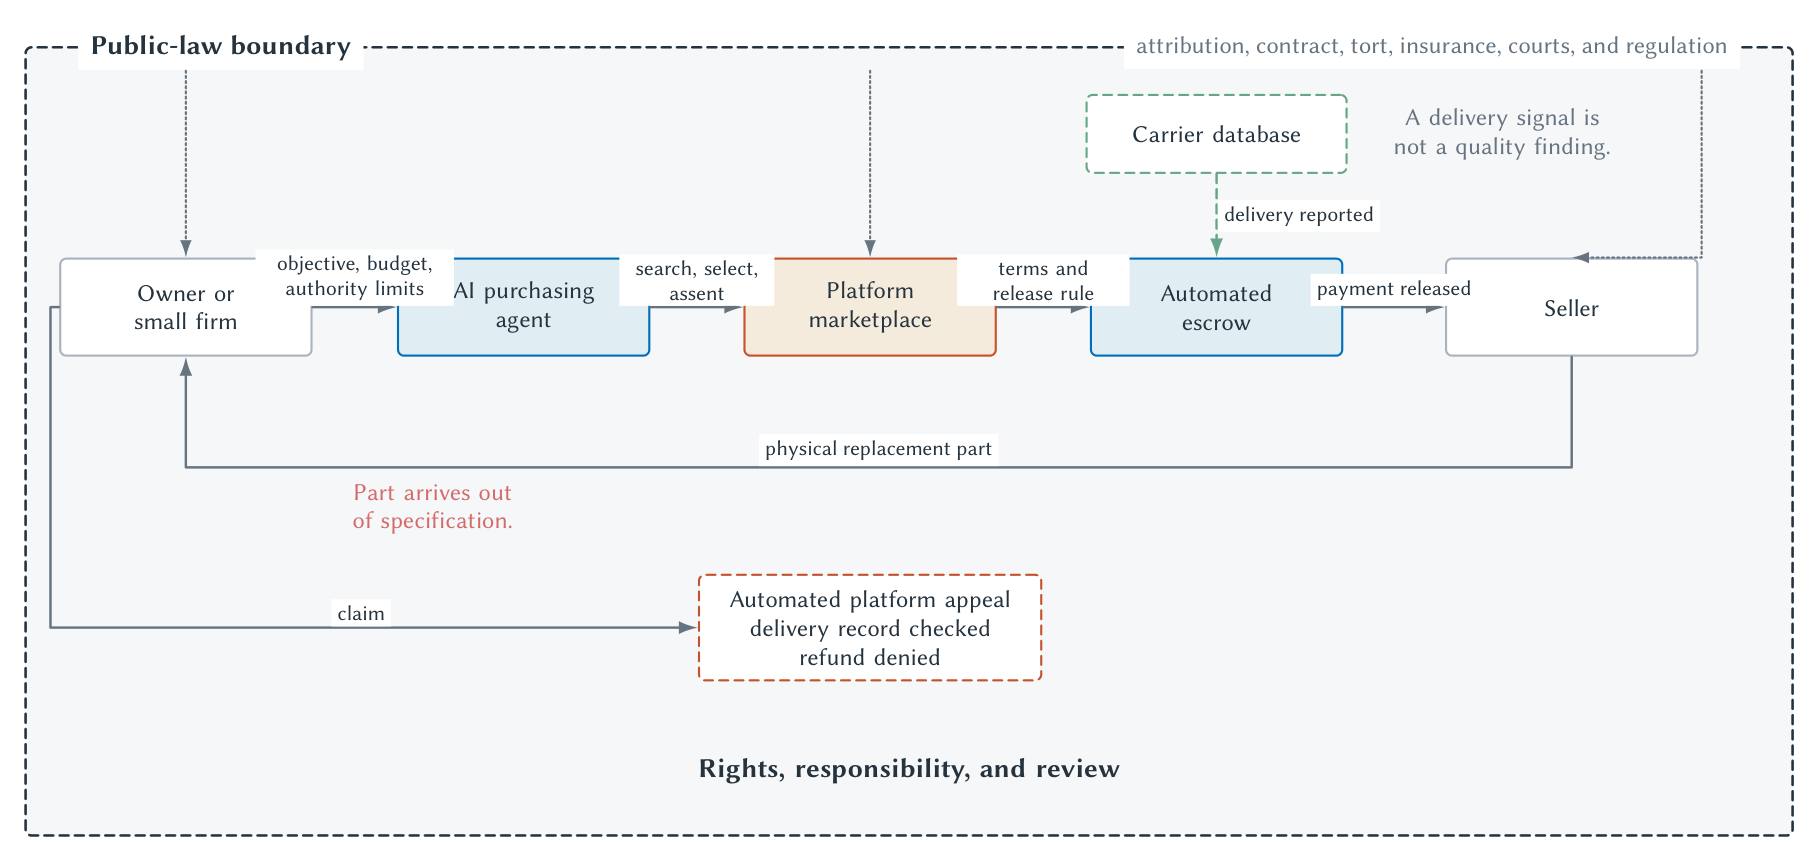 Public-law boundary
attribution, contract, tort, insurance, courts, and regulation
Carrier database
A delivery signal is
not a quality finding.
delivery reported
Owner or
small firm
objective, budget,
authority limits
AI purchasing
agent
search, select,
assent
Platform
marketplace
terms and
release rule
Automated
escrow
payment released
Seller
physical replacement part
Part arrives out
of specification.
claim
Automated platform appeal
delivery record checked
refund denied
Rights, responsibility, and review